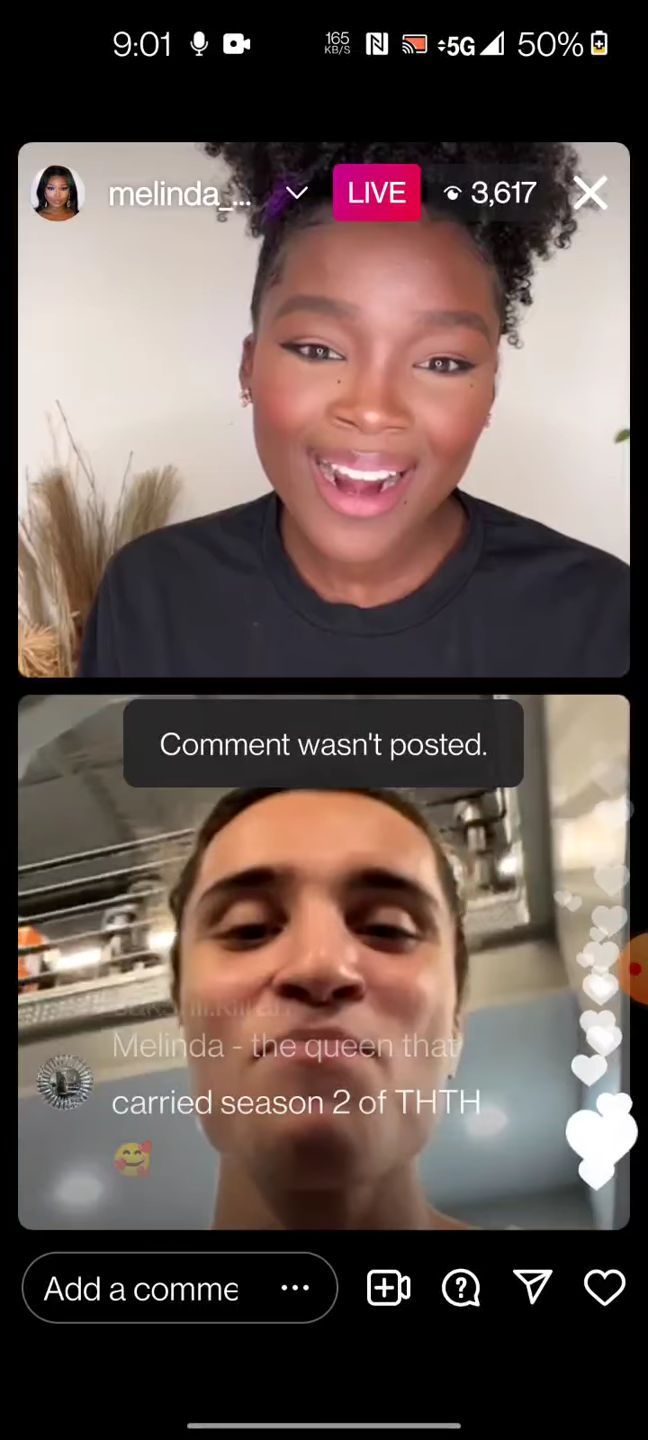 9:01 165 KB/S 5G 50%
melinda_... LIVE 3,617
Comment wasn't posted.
Melinda - the queen that
carried season 2 of THTH
🥰
Add a comme